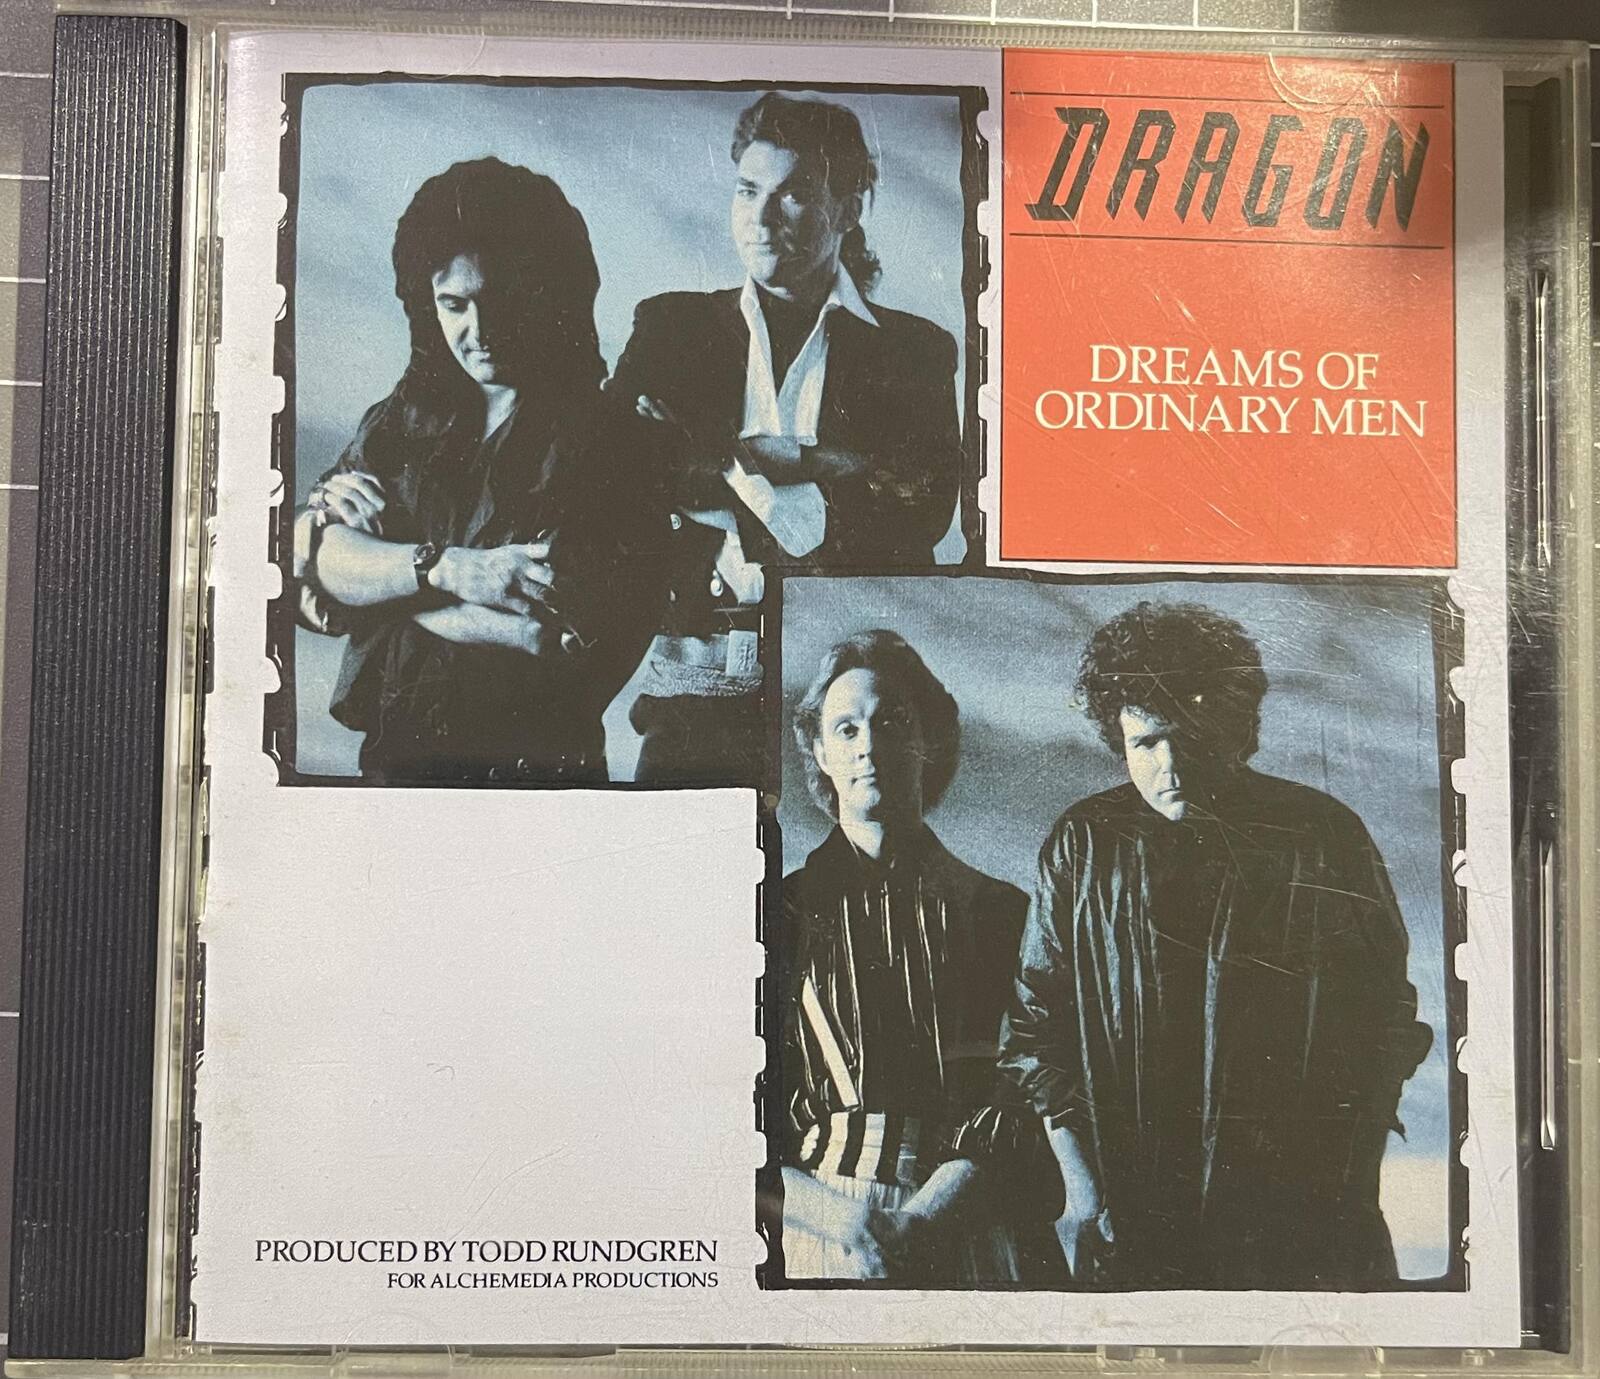 DRAGON
DREAMS OF
ORDINARY MEN
PRODUCED BY TODD RUNDGREN
FOR ALCHEMEDIA PRODUCTIONS